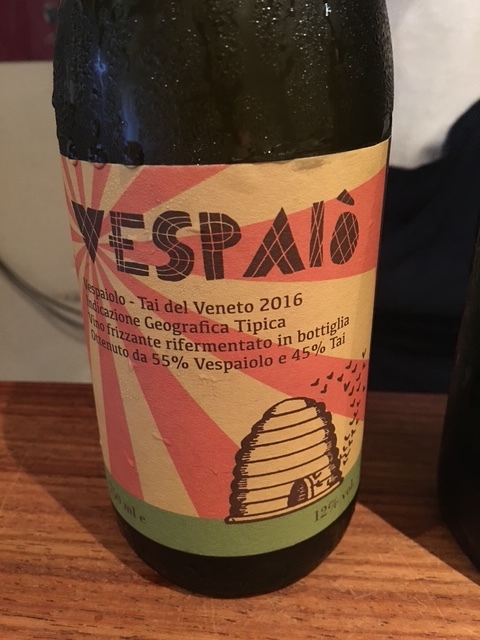 VESPAIÒ
Vespaiolo - Tai del Veneto 2016
Indicazione Geografica Tipica
Vino frizzante rifermentato in bottiglia
Ottenuto da 55% Vespaiolo e 45% Tai
ml e
12% vol